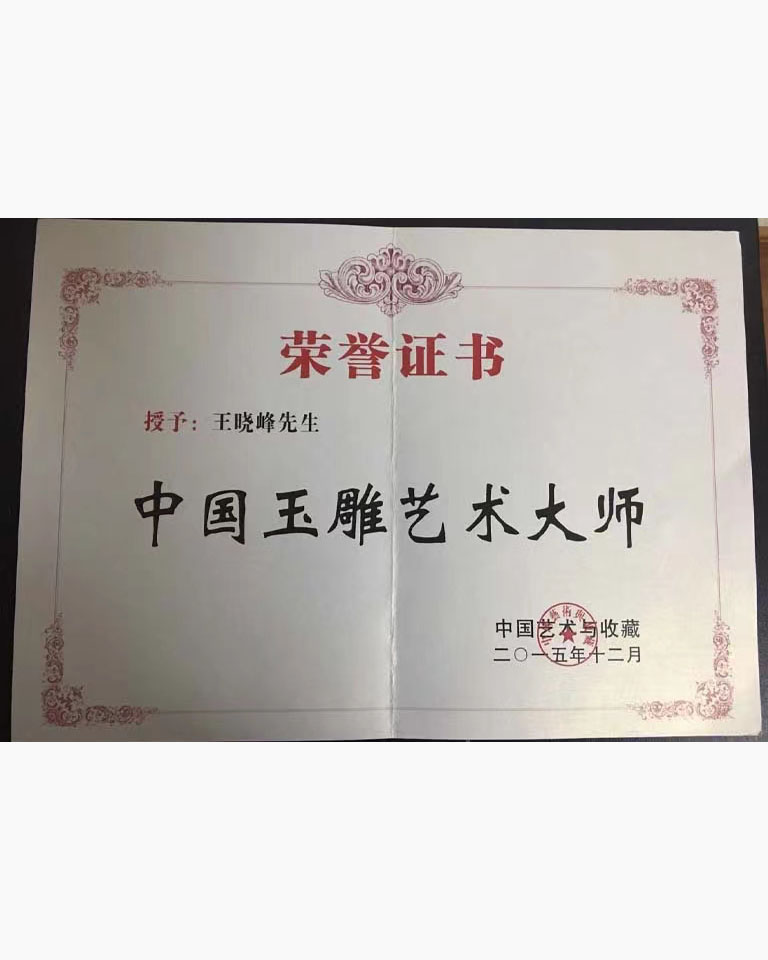 荣誉证书
授予：王晓峰先生
中国玉雕艺术大师
中国艺术与收藏
二〇一五年十二月